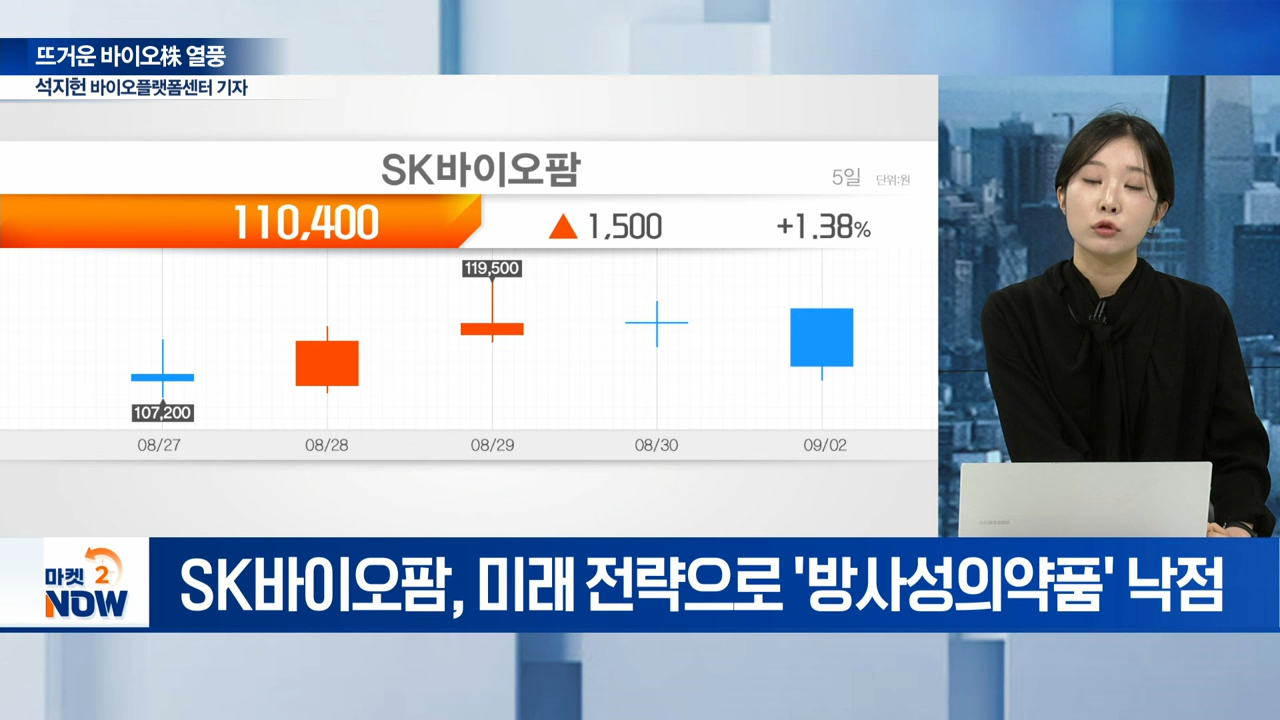 뜨거운 바이오株 열풍
석지헌 바이오플랫폼센터 기자
SK바이오팜
5일 단위:원
110,400 ▲ 1,500 +1.38%
119,500
107,200
08/27 08/28 08/29 08/30 09/02
SAMSUNG
마켓 2
NOW
SK바이오팜, 미래 전략으로 '방사성의약품' 낙점